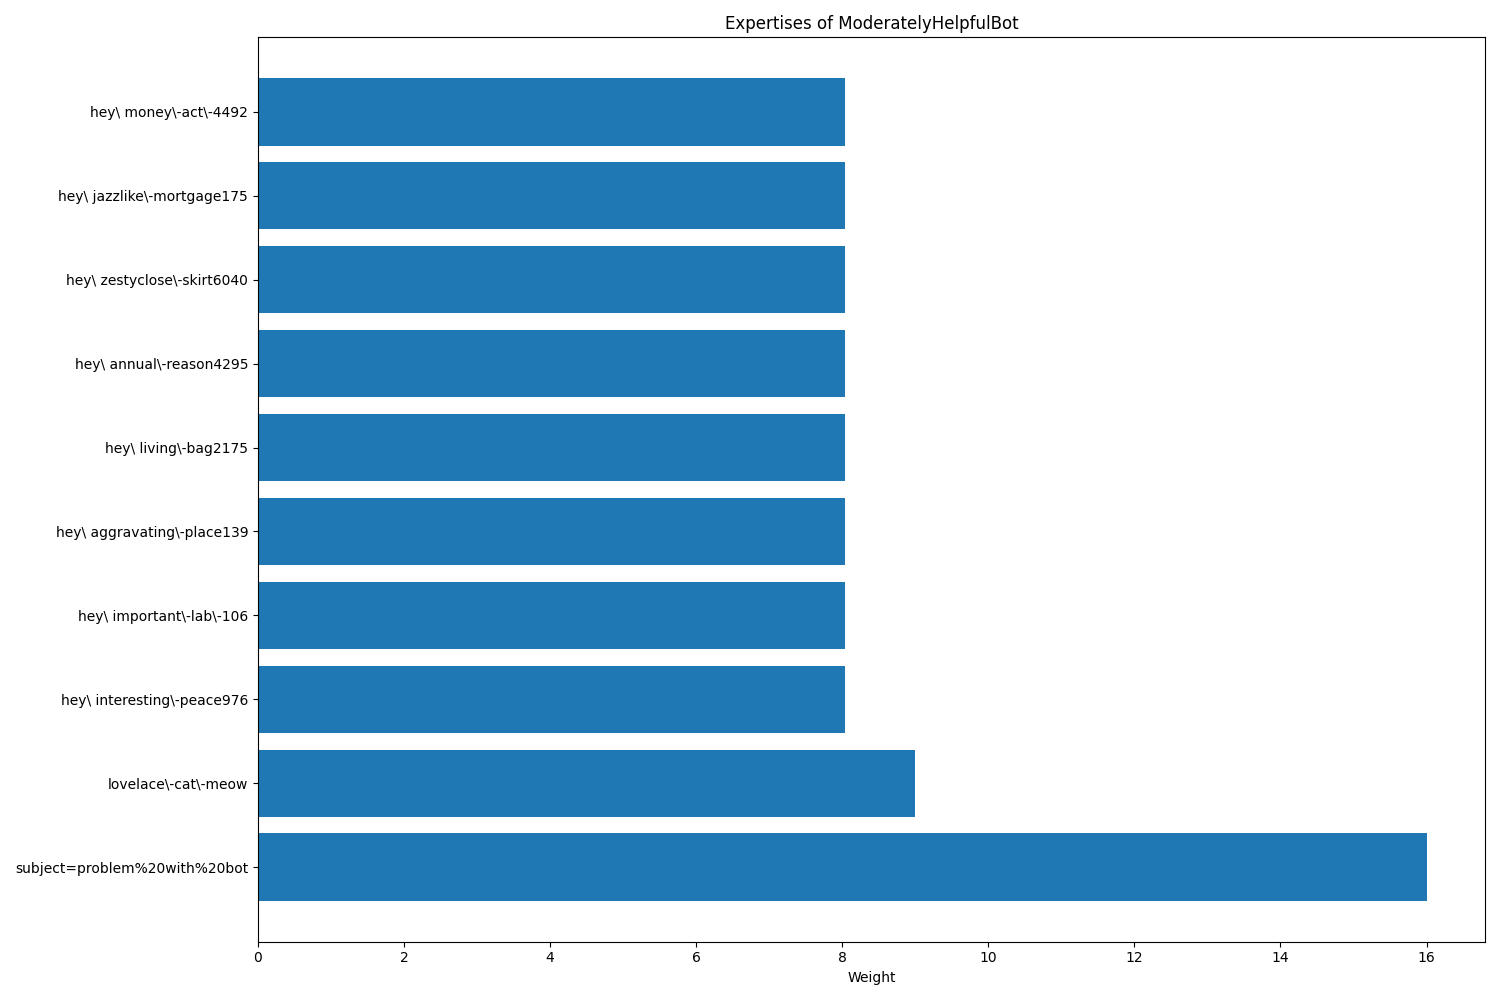 Expertises of ModeratelyHelpfulBot
hey\ money\-act\-4492
hey\ jazzlike\-mortgage175
hey\ zestyclose\-skirt6040
hey\ annual\-reason4295
hey\ living\-bag2175
hey\ aggravating\-place139
hey\ important\-lab\-106
hey\ interesting\-peace976
lovelace\-cat\-meow
subject=problem%20with%20bot
0 2 4 6 8 10 12 14 16
Weight